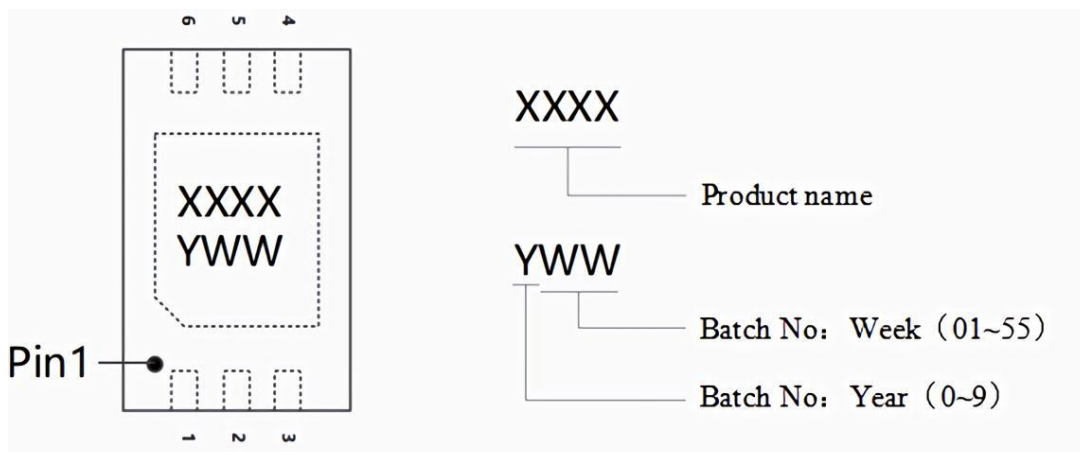 6 5 4
XXXX
YWW
Pin1
1 2 3
XXXX
Product name
YWW
Batch No： Week（01~55）
Batch No： Year（0~9）